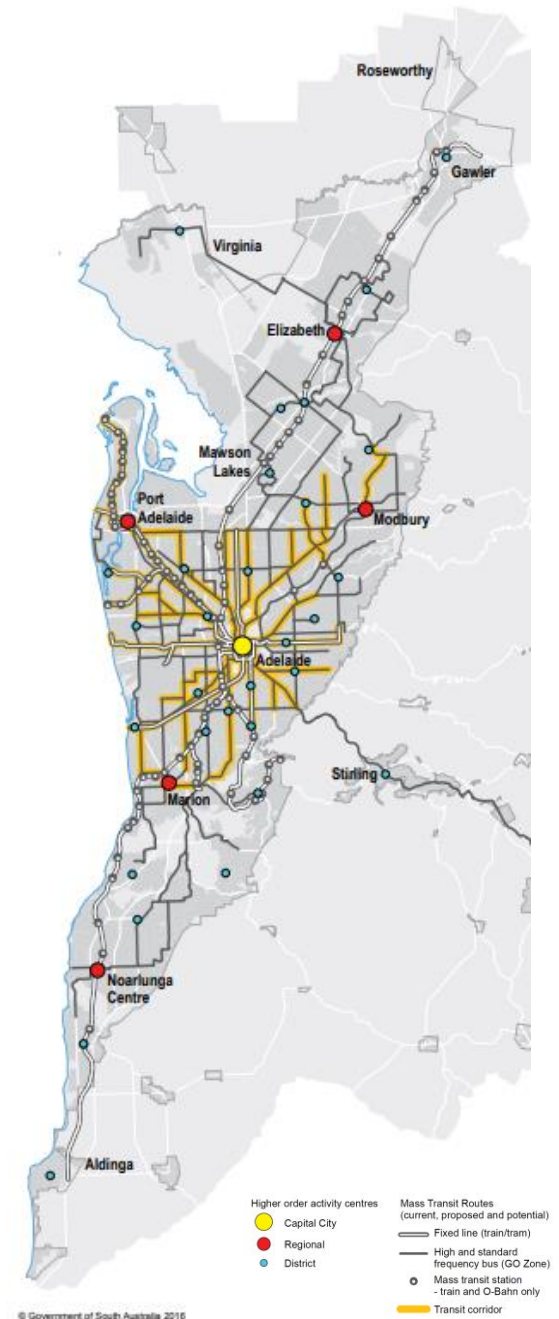 Roseworthy
Gawler
Virginia
Elizabeth
Mawson
Lakes
Port
Adelaide
Modbury
Adelaide
Stirling
Marion
Noarlunga
Centre
Aldinga
Higher order activity centres
Capital City
Regional
District
Mass Transit Routes
(current, proposed and potential)
Fixed line (train/tram)
High and standard
frequency bus (GO Zone)
Mass transit station
- train and O-Bahn only
Transit corridor
© Government of South Australia 2016